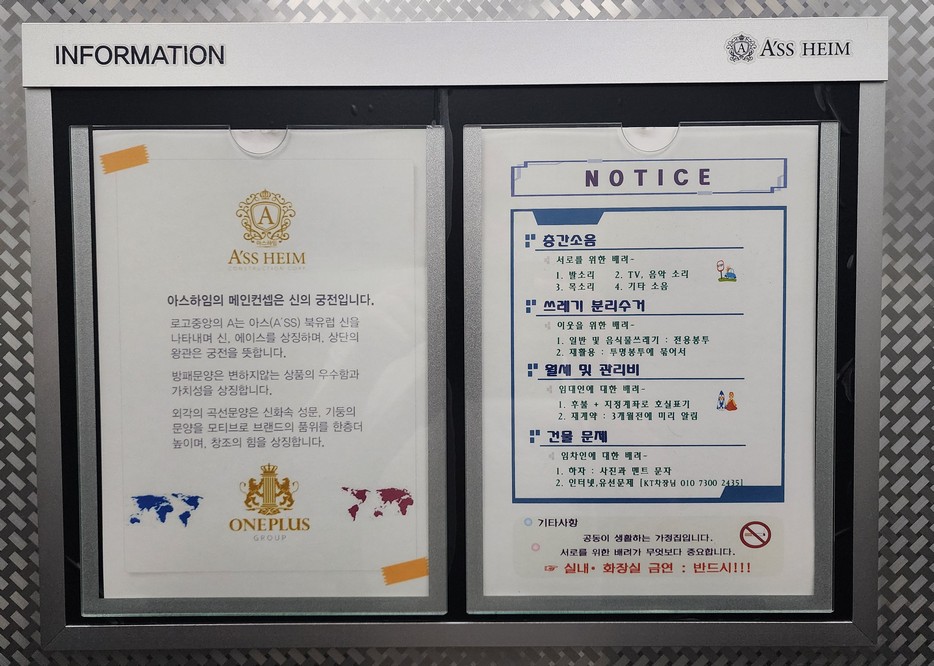 INFORMATION
A'SS HEIM
A
아스하임
A'SS HEIM
CONSTRUCTION CORP.
아스하임의 메인컨셉은 신의 궁전입니다.
로고중앙의 A는 아스(A'SS) 북유럽 신을
나타내며 신, 에이스를 상징하며, 상단의
왕관은 궁전을 뜻합니다.
방패문양은 변하지않는 상품의 우수함과
가치성을 상징합니다.
외각의 곡선문양은 신화속 성문, 기둥의
문양을 모티브로 브랜드의 품위를 한층더
높이며, 창조의 힘을 상징합니다.
ONEPLUS
GROUP
NOTICE
층간소음
서로를 위한 배려~
1. 발소리 2. TV, 음악 소리
3. 목소리 4. 기타 소음
쓰레기 분리수거
이웃을 위한 배려~
1. 일반 및 음식물쓰레기 : 전용봉투
2. 재활용 : 투명봉투에 묶어서
월세 및 관리비
임대인에 대한 배려~
1. 후불 + 지정계좌로 호실표기
2. 재계약 : 3개월전에 미리 알림
건물 문제
임차인에 대한 배려~
1. 하자 : 사진과 멘트 문자
2. 인터넷,유선문제 [KT차장님 010 7300 2435]
기타사항
공동이 생활하는 가정집입니다.
서로를 위한 배려가 무엇보다 중요합니다.
☞ 실내· 화장실 금연 : 반드시!!!